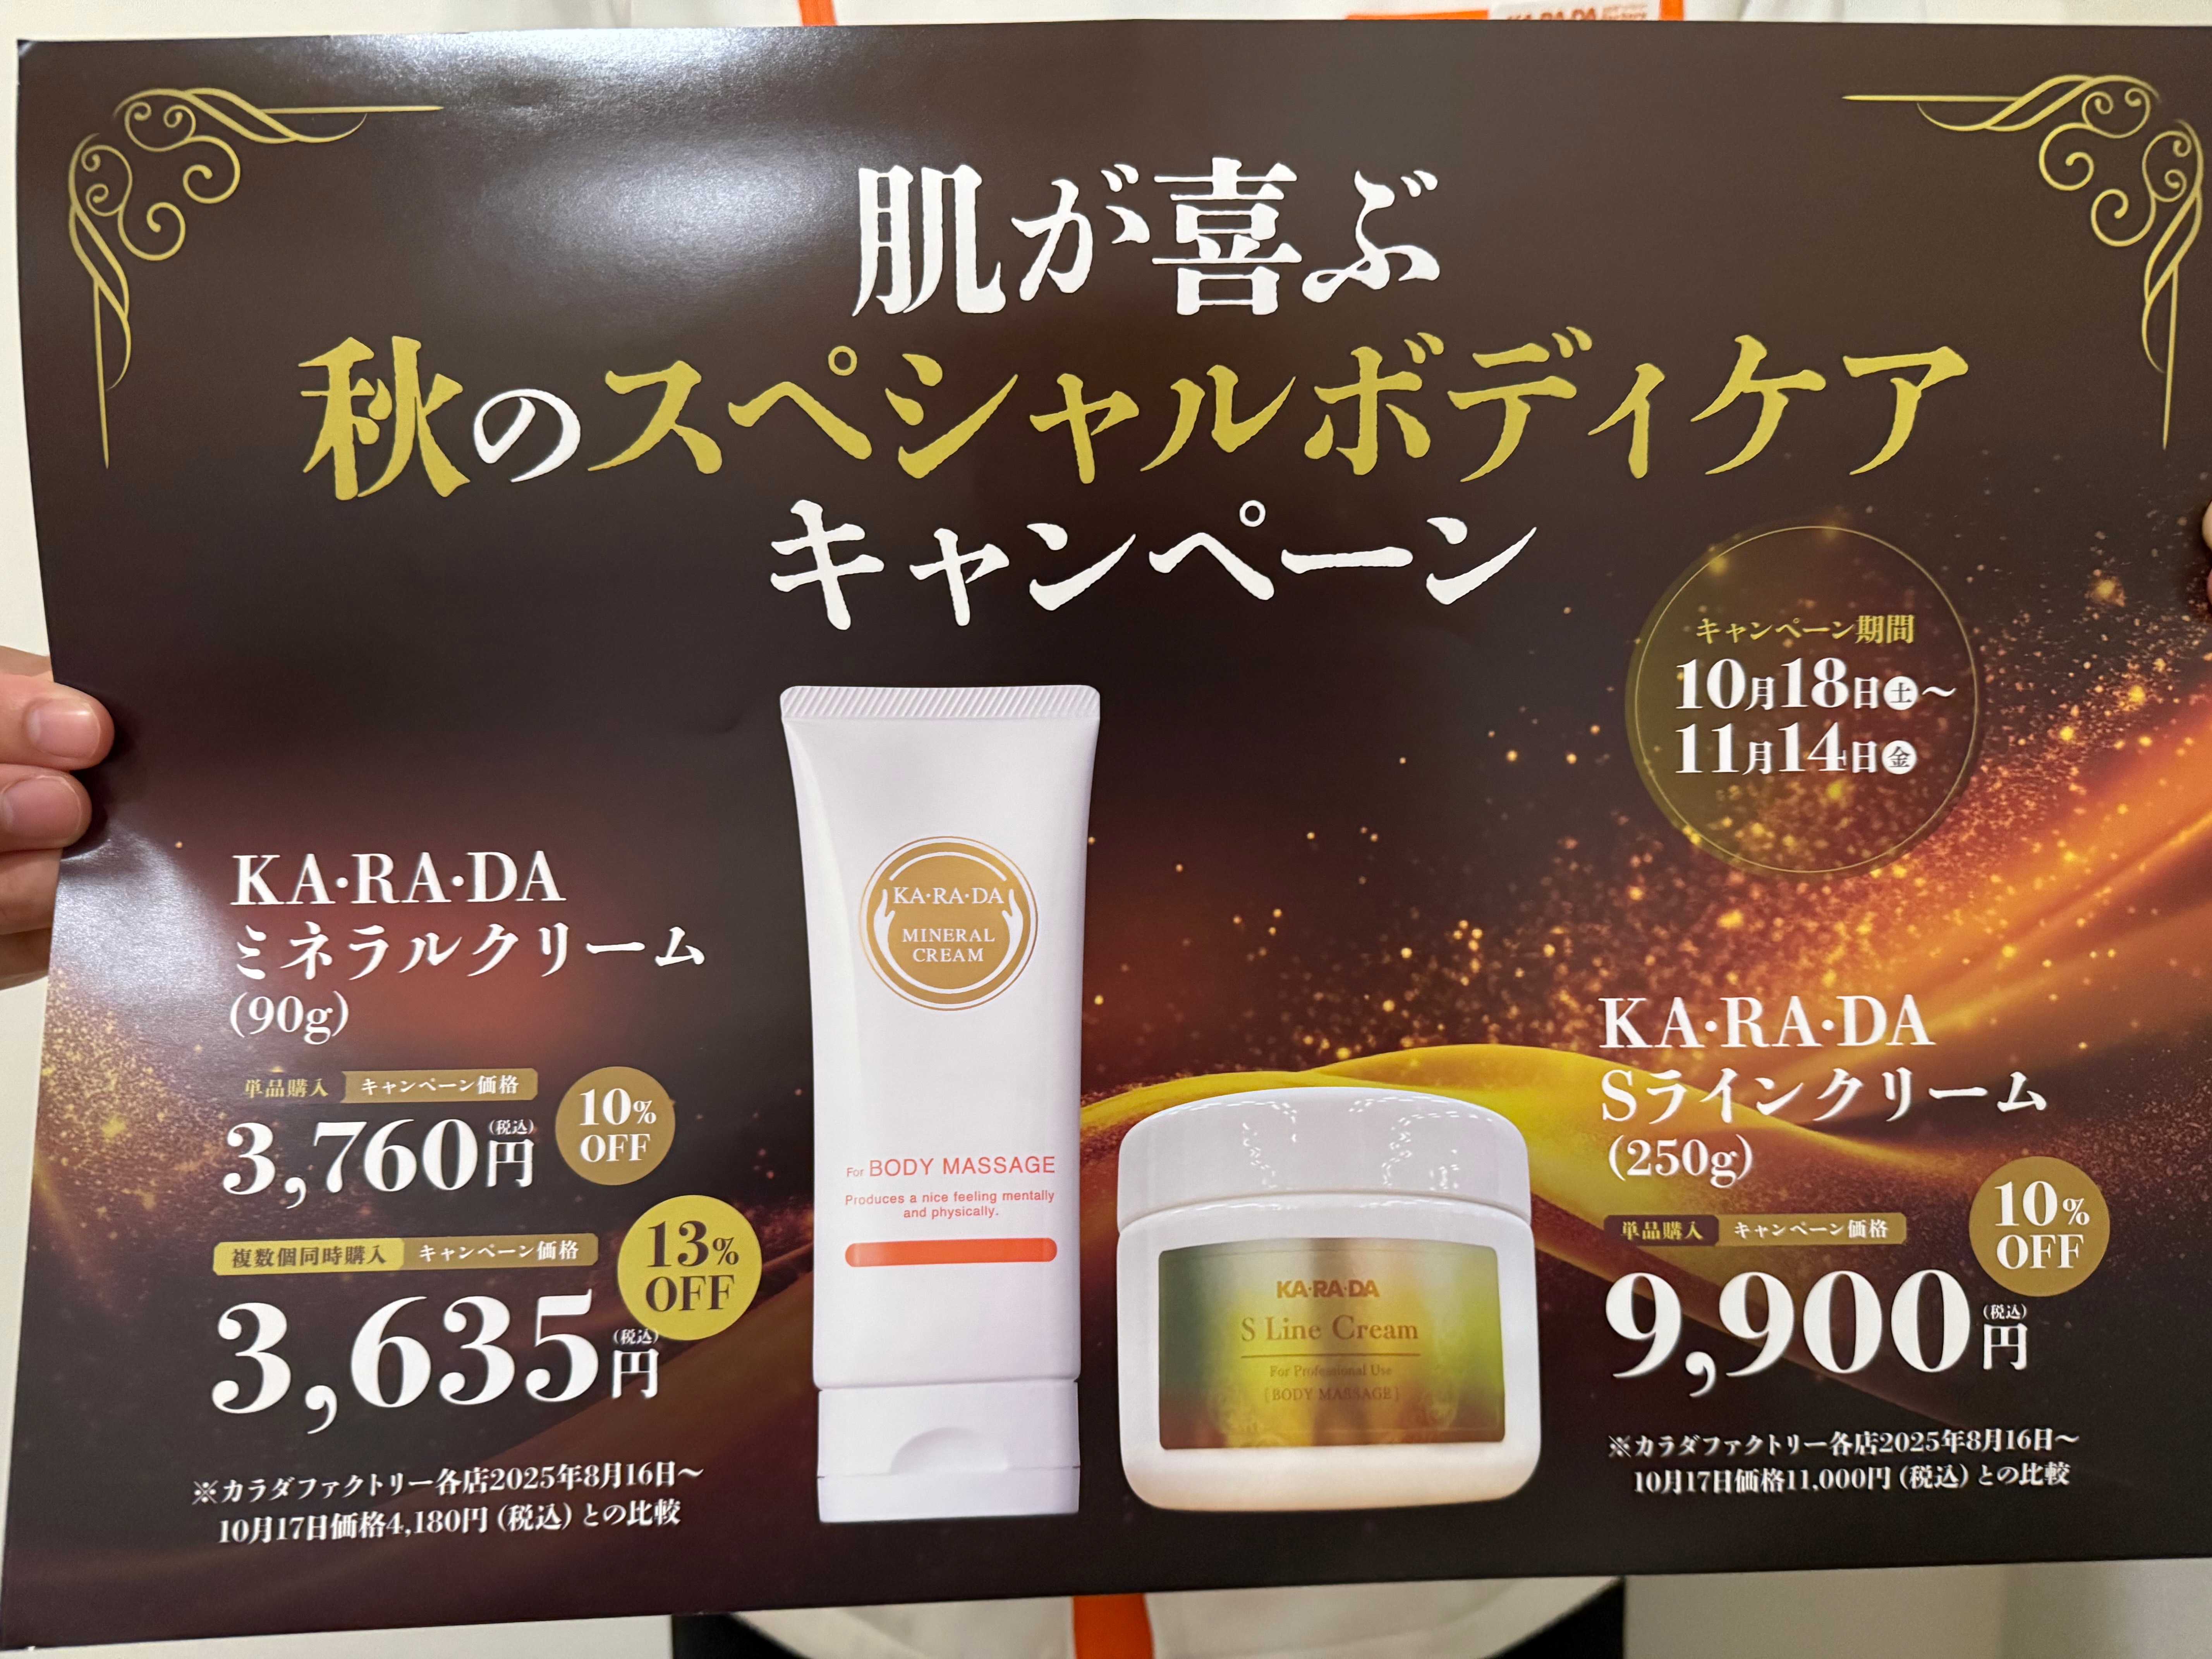 肌が喜ぶ
秋のスペシャルボディケア
キャンペーン
キャンペーン期間
10月18日㊏～
11月14日㊎
KA・RA・DA
ミネラルクリーム
(90g)
単品購入 キャンペーン価格
3,760円(税込)
10%
OFF
複数個同時購入 キャンペーン価格
3,635円(税込)
13%
OFF
※カラダファクトリー各店2025年8月16日～
10月17日価格4,180円(税込)との比較
KA・RA・DA
MINERAL
CREAM
For BODY MASSAGE
Produces a nice feeling mentally
and physically.
KA・RA・DA
S Line Cream
For Professional Use
[BODY MASSAGE]
KA・RA・DA
Sラインクリーム
(250g)
単品購入 キャンペーン価格
9,900円(税込)
10%
OFF
※カラダファクトリー各店2025年8月16日～
10月17日価格11,000円(税込)との比較